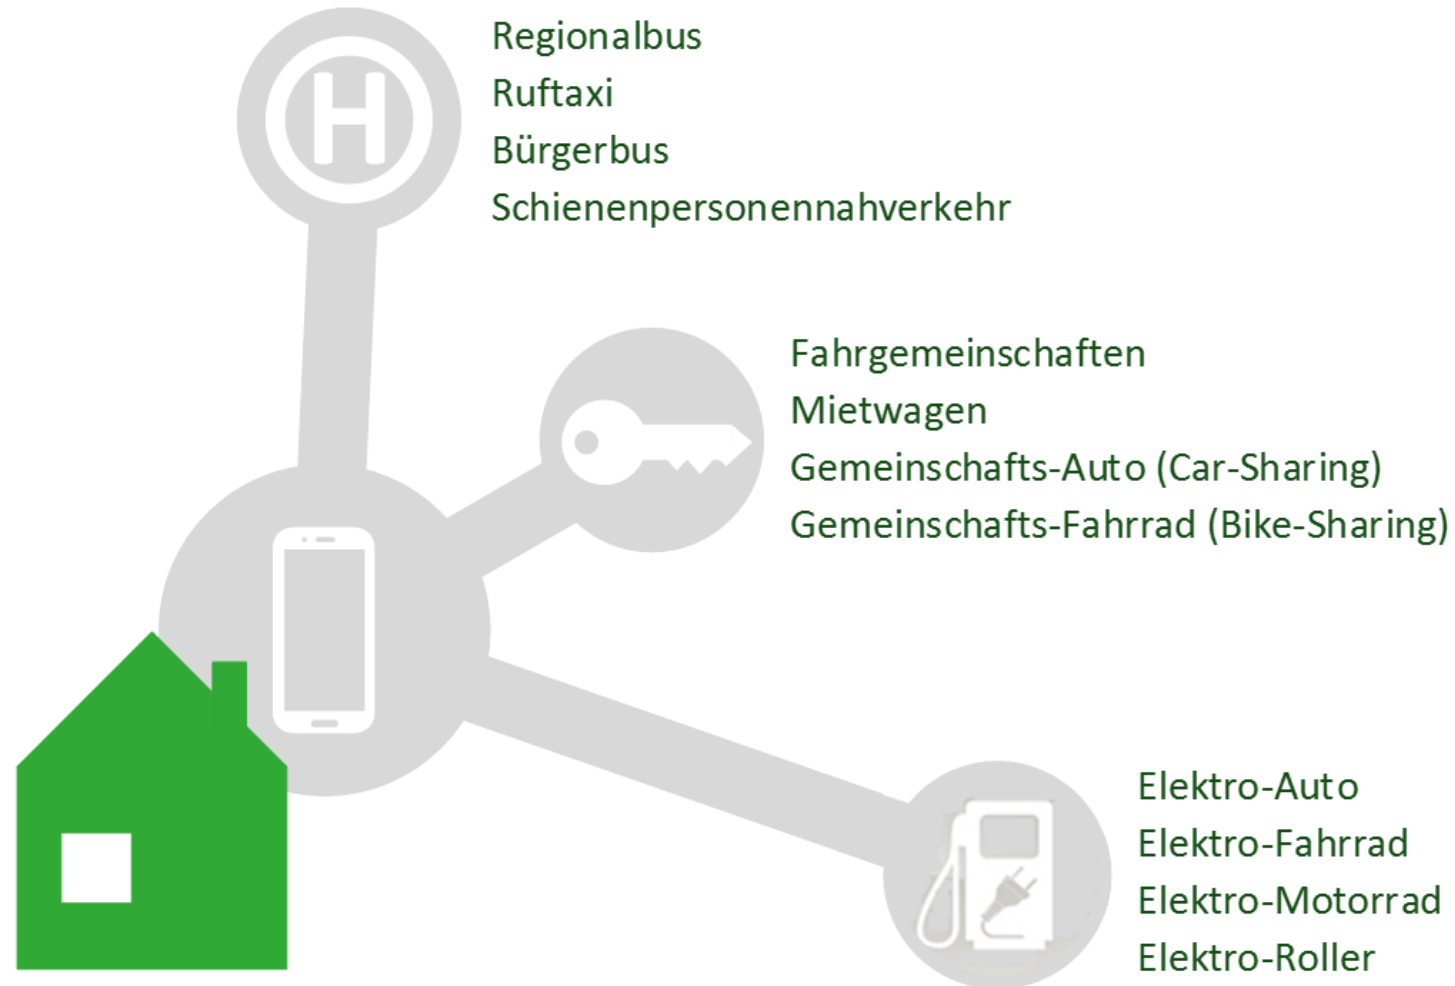 H
Regionalbus
Ruftaxi
Bürgerbus
Schienenpersonennahverkehr
Fahrgemeinschaften
Mietwagen
Gemeinschafts-Auto (Car-Sharing)
Gemeinschafts-Fahrrad (Bike-Sharing)
Elektro-Auto
Elektro-Fahrrad
Elektro-Motorrad
Elektro-Roller